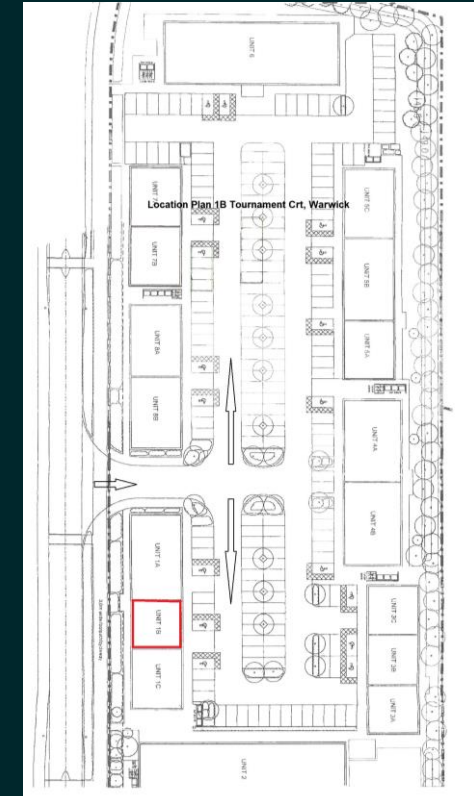 UNIT 6
Location Plan 1B Tournament Crt, Warwick
UNIT 5C
UNIT 7B
UNIT 5B
UNIT 8A
UNIT 5A
UNIT 8B
UNIT 4A
UNIT 4B
UNIT 1A
UNIT 1B
UNIT 3C
UNIT 3B
UNIT 1C
UNIT 3A
UNIT 2